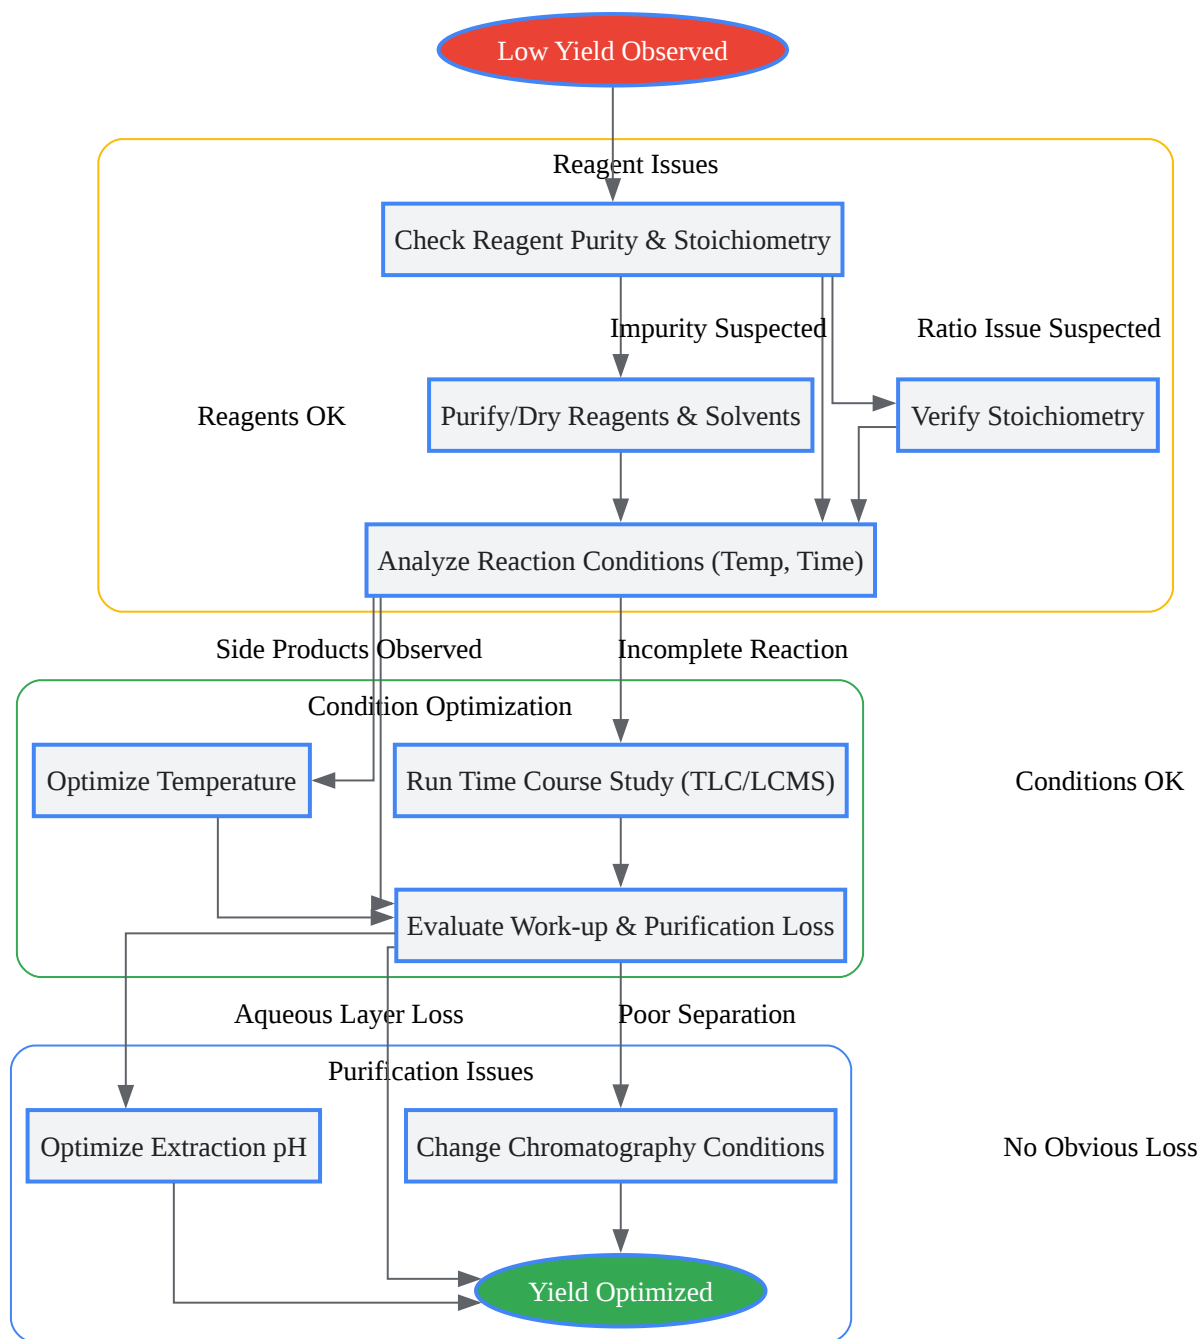 Low Yield Observed
Reagent Issues
Check Reagent Purity & Stoichiometry
Impurity Suspected
Ratio Issue Suspected
Reagents OK
Purify/Dry Reagents & Solvents
Verify Stoichiometry
Analyze Reaction Conditions (Temp, Time)
Side Products Observed
Incomplete Reaction
Condition Optimization
Optimize Temperature
Run Time Course Study (TLC/LCMS)
Conditions OK
Evaluate Work-up & Purification Loss
Aqueous Layer Loss
Poor Separation
Purification Issues
Optimize Extraction pH
Change Chromatography Conditions
No Obvious Loss
Yield Optimized